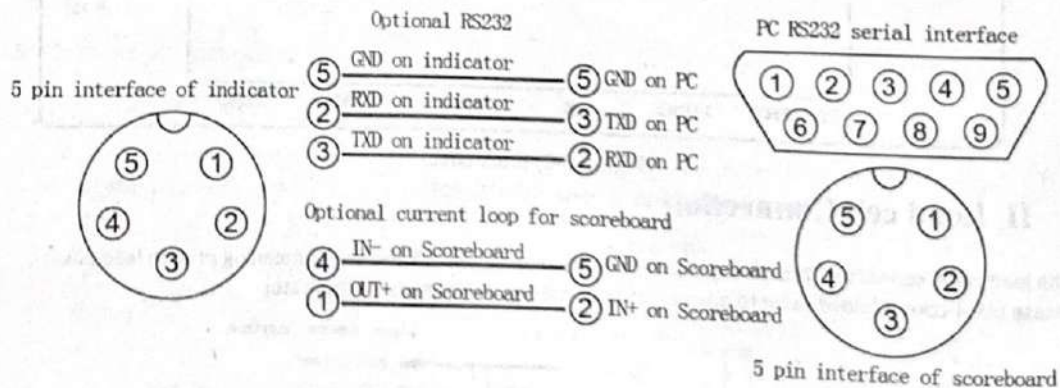 Optional RS232
PC RS232 serial interface
5 pin interface of indicator
5 GND on indicator 5 GND on PC
2 RXD on indicator 3 TXD on PC
3 TXD on indicator 2 RXD on PC
1 2 3 4 5
6 7 8 9
5 1
4 2
3
Optional current loop for scoreboard
4 IN- on Scoreboard 5 GND on Scoreboard
1 OUT+ on Scoreboard 2 IN+ on Scoreboard
5 1
4 2
3
5 pin interface of scoreboard